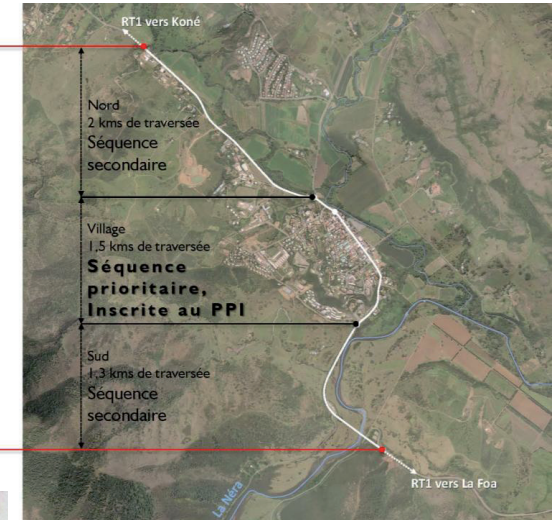 RT1 vers Koné
Nord
2 kms de traversée
Séquence
secondaire
Village
1,5 kms de traversée
Séquence
prioritaire,
Inscrite au PPI
Sud
1,3 kms de traversée
Séquence
secondaire
La Néra
RT1 vers La Foa